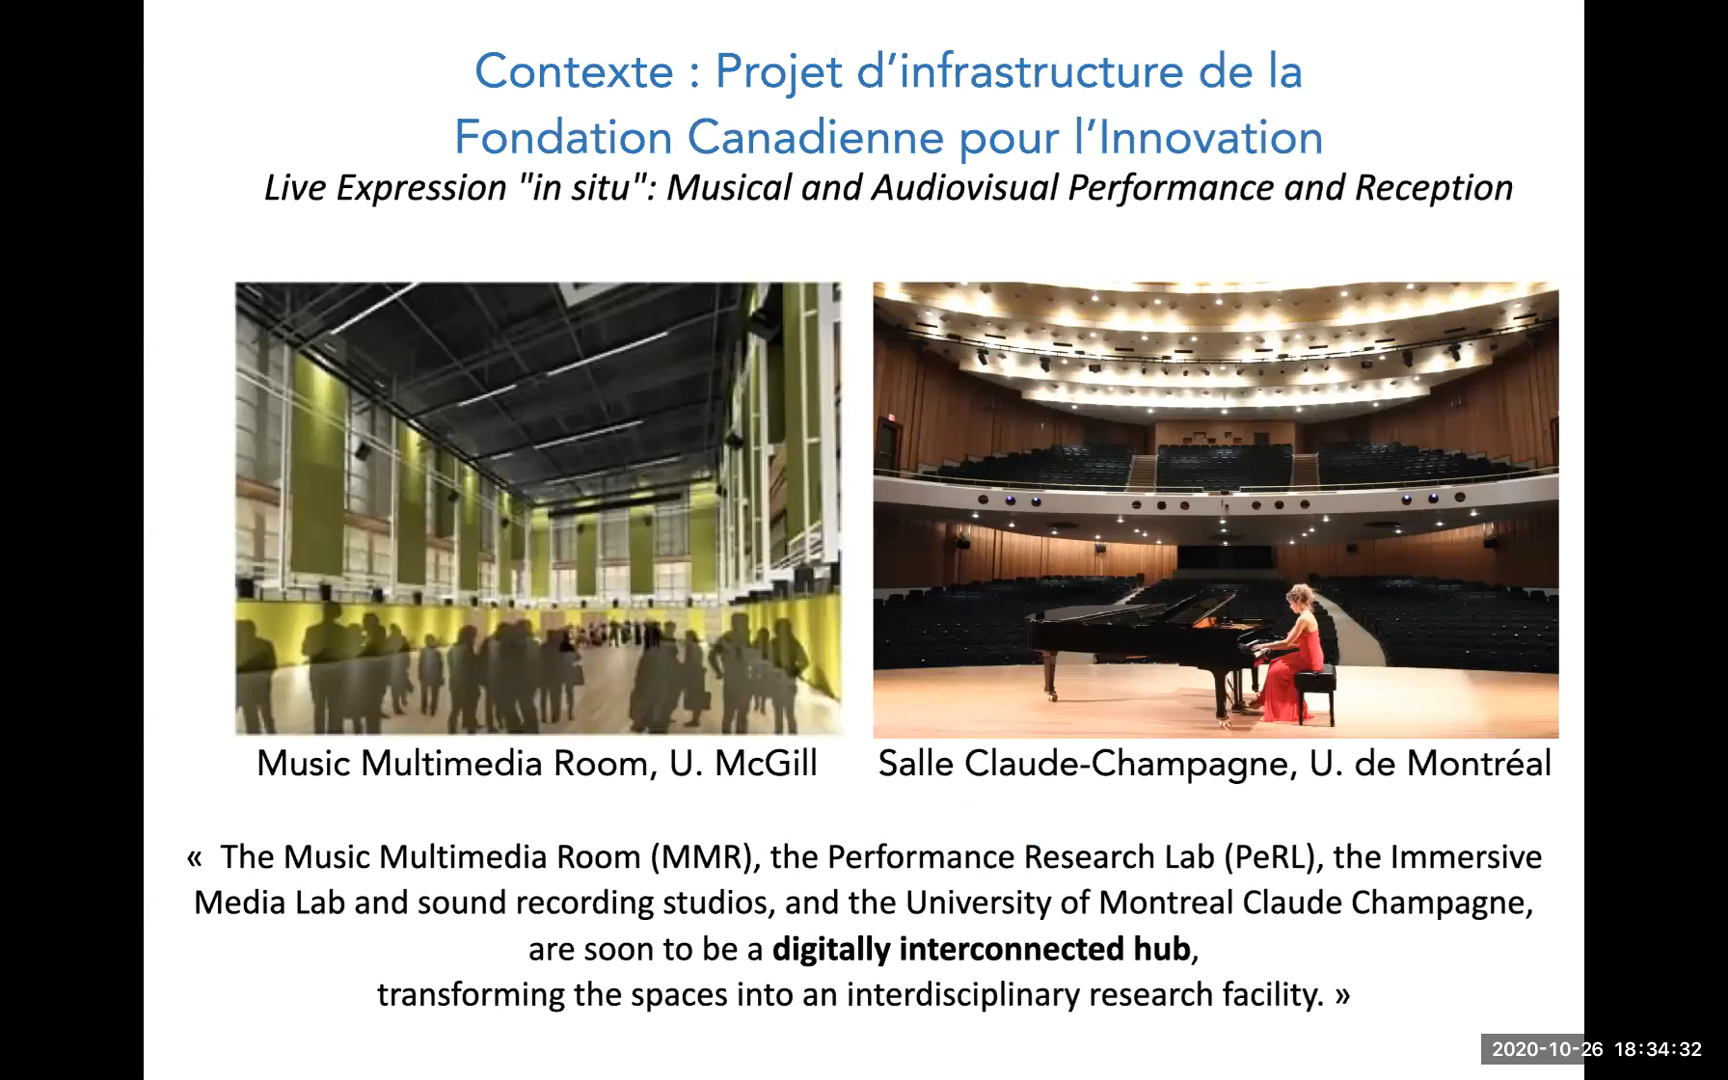 Contexte : Projet d’infrastructure de la
Fondation Canadienne pour l’Innovation
Live Expression "in situ": Musical and Audiovisual Performance and Reception
Music Multimedia Room, U. McGill
Salle Claude-Champagne, U. de Montréal
« The Music Multimedia Room (MMR), the Performance Research Lab (PeRL), the Immersive
Media Lab and sound recording studios, and the University of Montreal Claude Champagne,
are soon to be a digitally interconnected hub,
transforming the spaces into an interdisciplinary research facility. »
2020-10-26 18:34:32